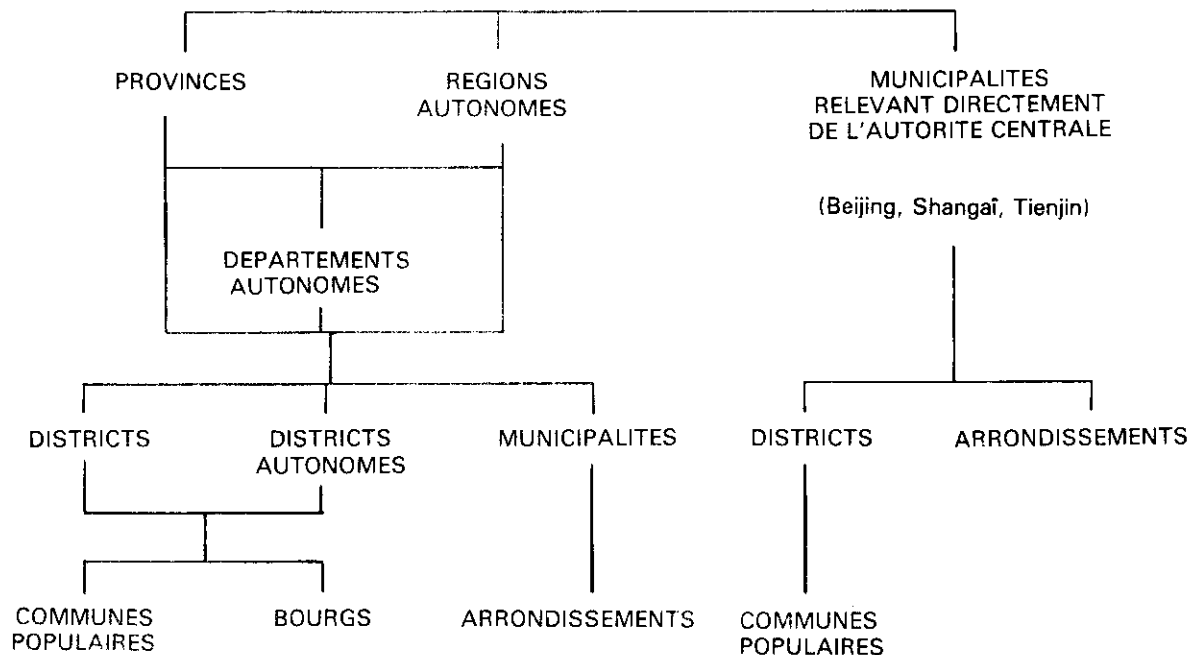 PROVINCES
REGIONS
AUTONOMES
MUNICIPALITES
RELEVANT DIRECTEMENT
DE L'AUTORITE CENTRALE
(Beijing, Shangaî, Tienjin)
DEPARTEMENTS
AUTONOMES
DISTRICTS
DISTRICTS
AUTONOMES
MUNICIPALITES
DISTRICTS
ARRONDISSEMENTS
COMMUNES
POPULAIRES
BOURGS
ARRONDISSEMENTS
COMMUNES
POPULAIRES